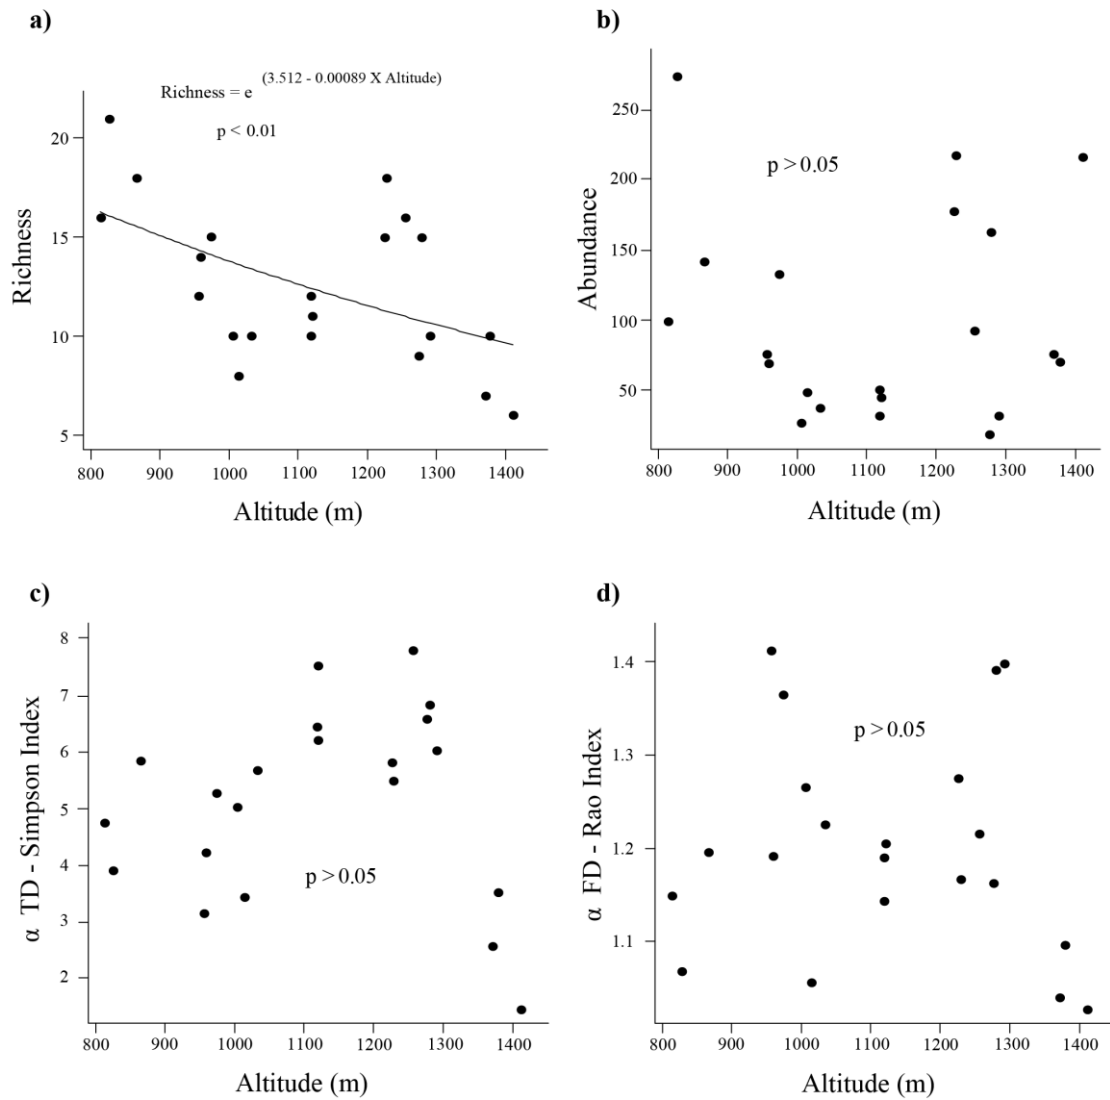 a)
(3.512 - 0.00089 X Altitude)
Richness = e
p < 0.01
20
15
10
5
Richness
800 900 1000 1100 1200 1300 1400
Altitude (m)
b)
p > 0.05
250
200
150
100
50
Abundance
800 900 1000 1100 1200 1300 1400
Altitude (m)
c)
8
7
6
5
4
3
2
α TD - Simpson Index
p > 0.05
800 900 1000 1100 1200 1300 1400
Altitude (m)
d)
1.4
1.3
1.2
1.1
α FD - Rao Index
p > 0.05
800 900 1000 1100 1200 1300 1400
Altitude (m)